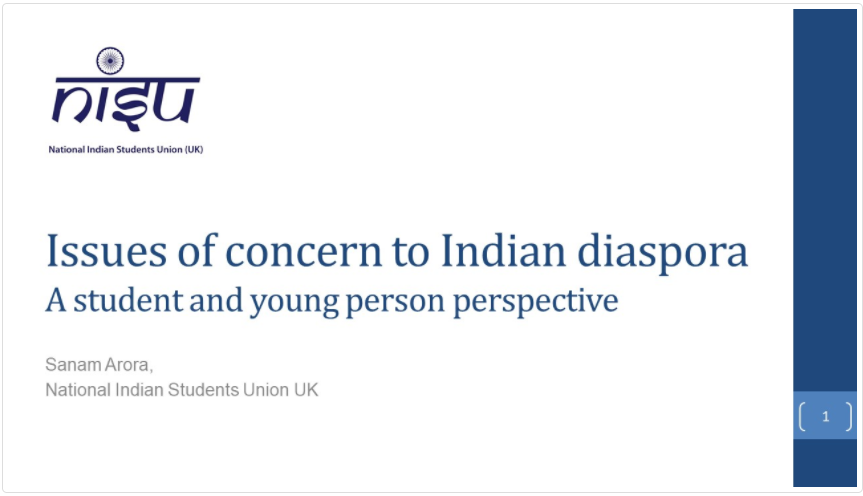 nisu
National Indian Students Union (UK)
Issues of concern to Indian diaspora
A student and young person perspective
Sanam Arora,
National Indian Students Union UK
1